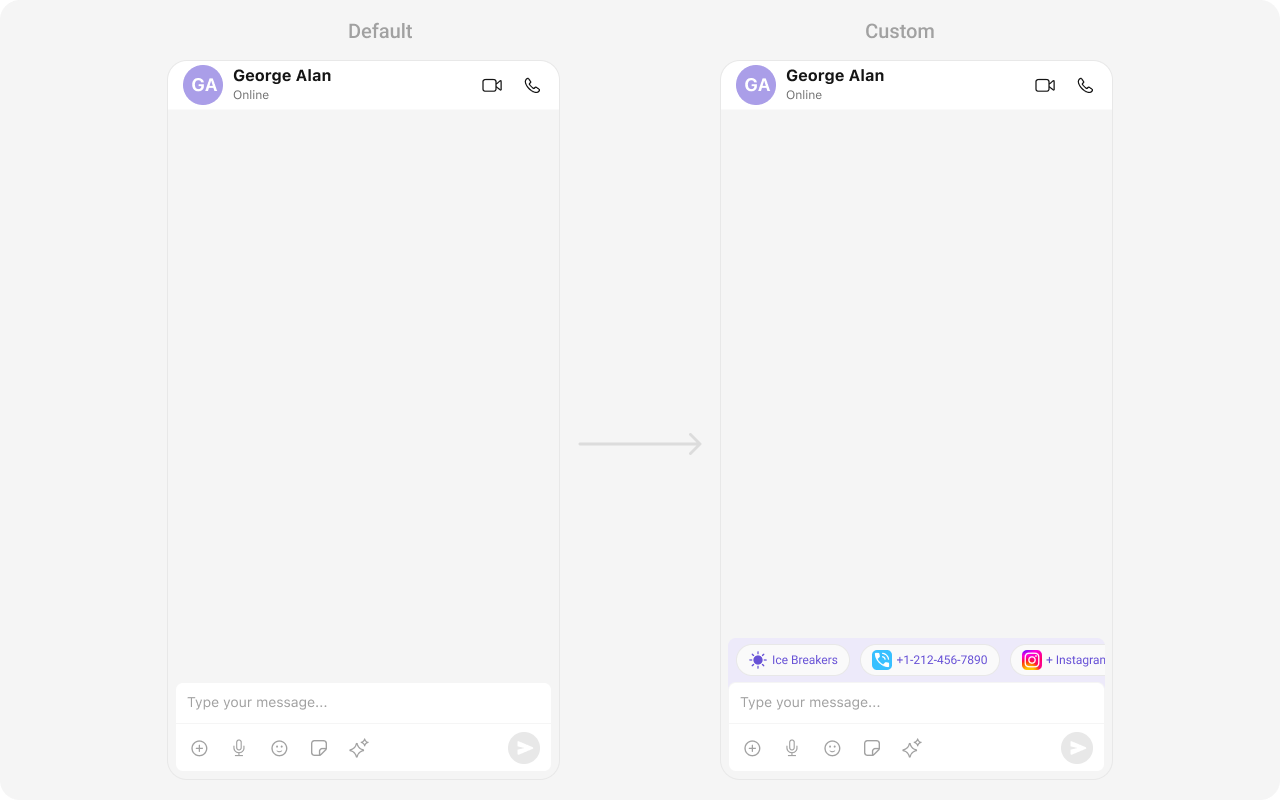 Default
GA
George Alan
Online
Type your message...
Custom
GA
George Alan
Online
Ice Breakers
+1-212-456-7890
+ Instagran
Type your message...